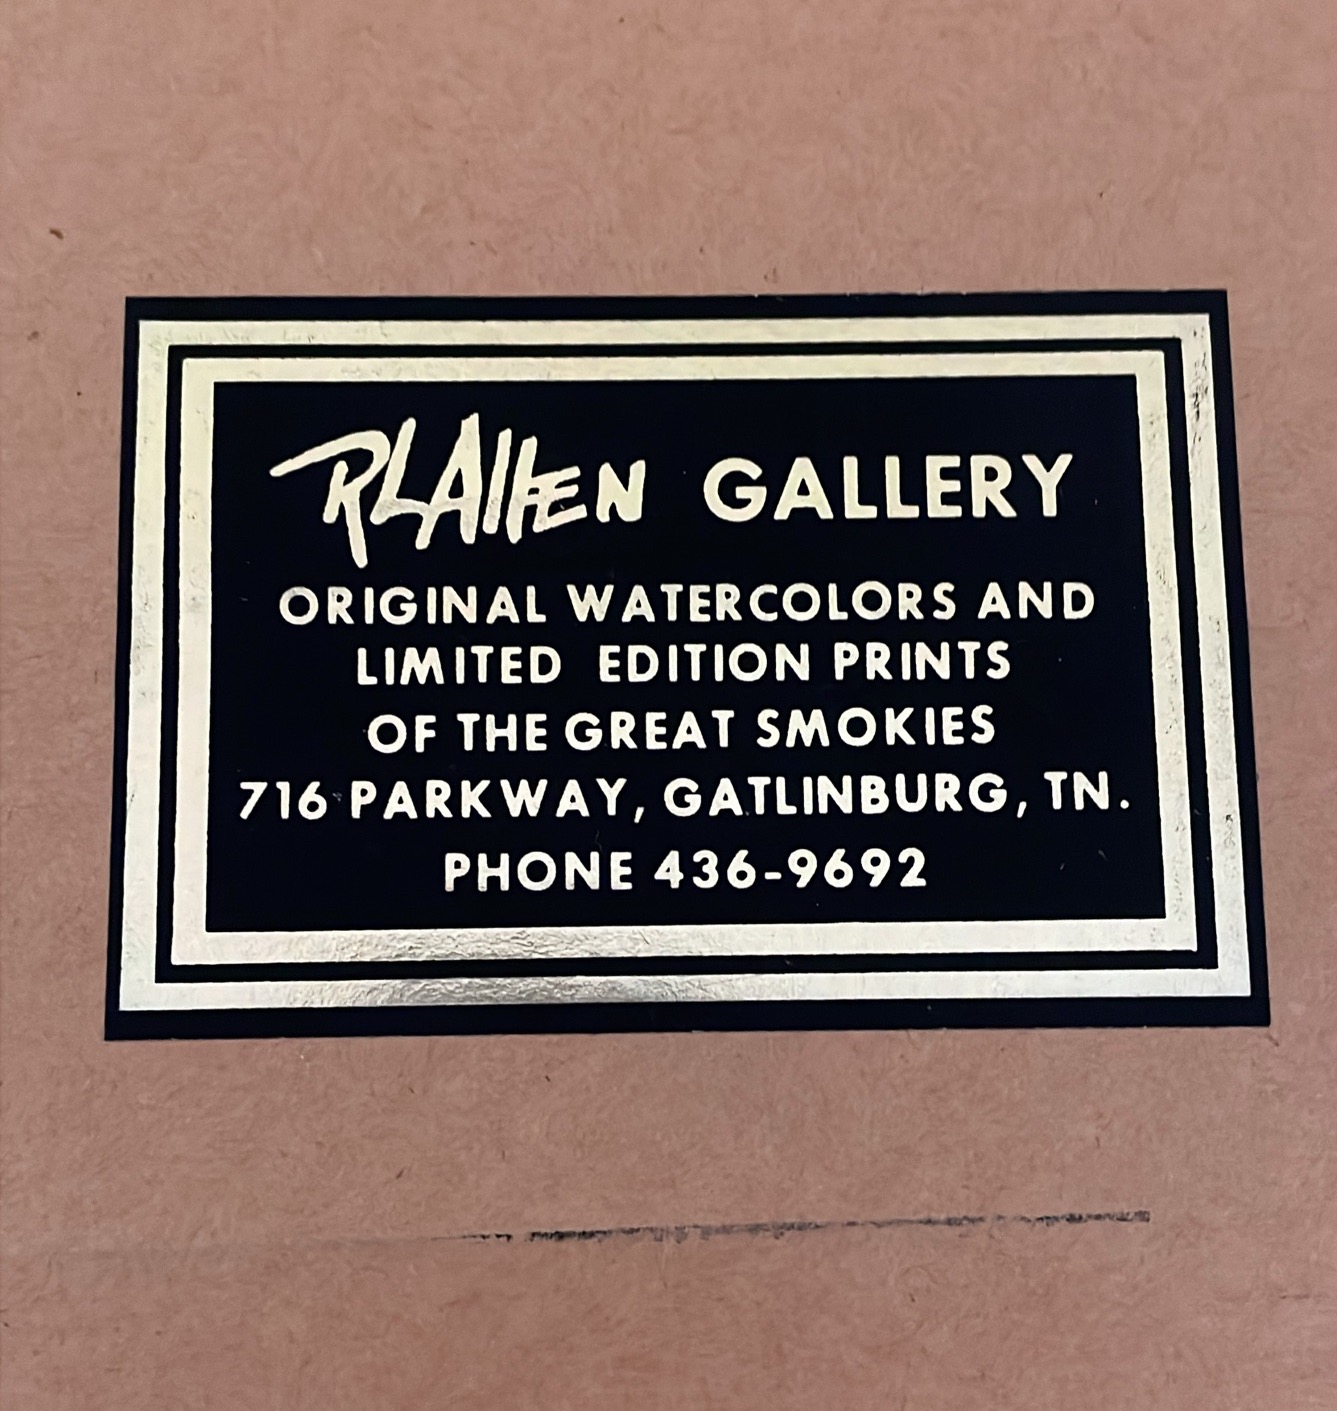 RLAllEN GALLERY
ORIGINAL WATERCOLORS AND
LIMITED EDITION PRINTS
OF THE GREAT SMOKIES
716 PARKWAY, GATLINBURG, TN.
PHONE 436-9692